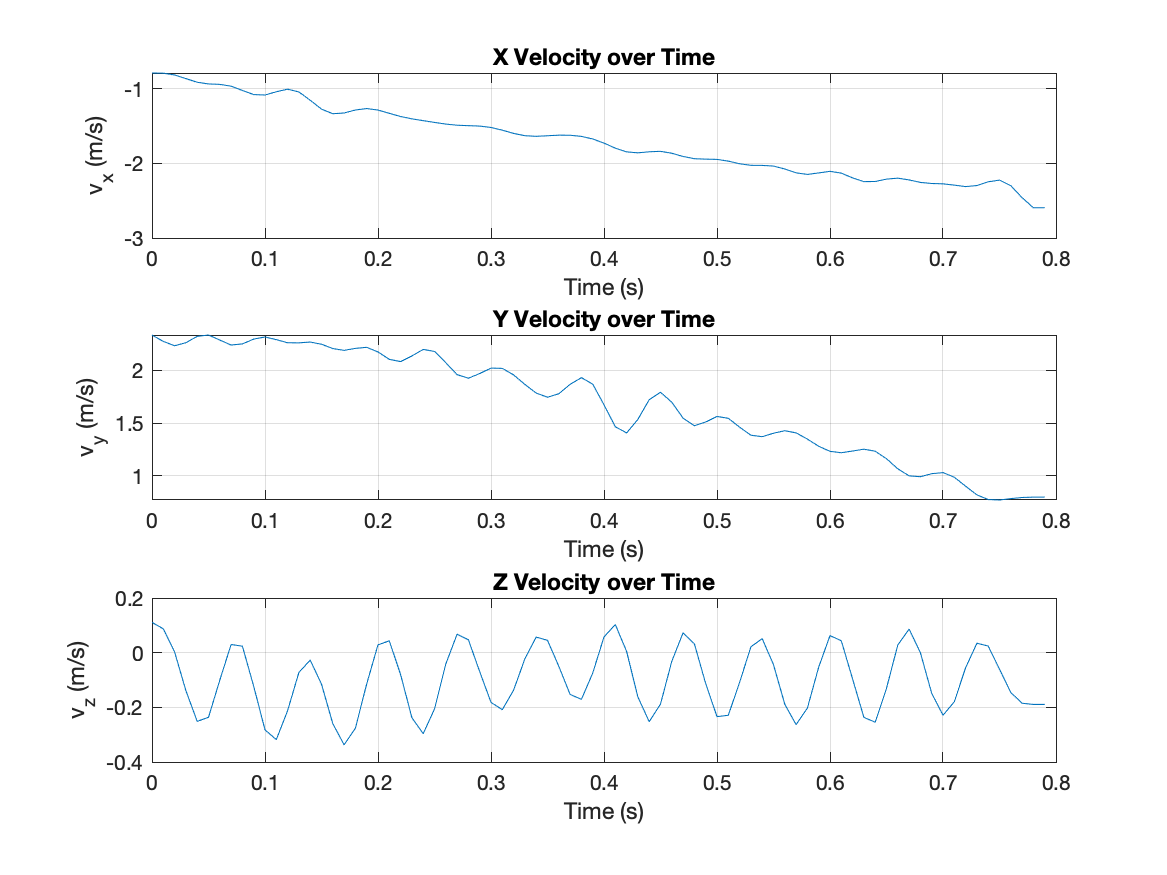 X Velocity over Time
-1
-2
-3
v_x (m/s)
0 0.1 0.2 0.3 0.4 0.5 0.6 0.7 0.8
Time (s)
Y Velocity over Time
2
1.5
1
v_y (m/s)
0 0.1 0.2 0.3 0.4 0.5 0.6 0.7 0.8
Time (s)
Z Velocity over Time
0.2
0
-0.2
-0.4
v_z (m/s)
0 0.1 0.2 0.3 0.4 0.5 0.6 0.7 0.8
Time (s)